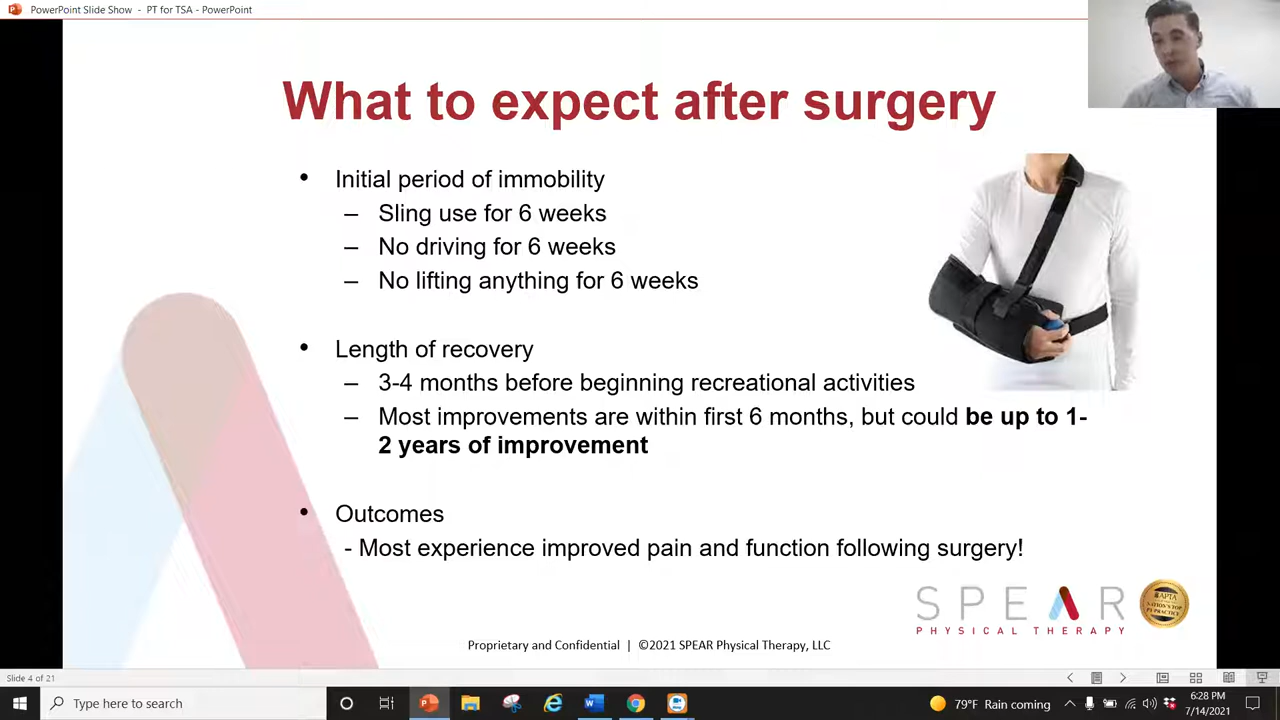 PowerPoint Slide Show - PT for TSA - PowerPoint
What to expect after surgery
• Initial period of immobility
– Sling use for 6 weeks
– No driving for 6 weeks
– No lifting anything for 6 weeks
• Length of recovery
– 3-4 months before beginning recreational activities
– Most improvements are within first 6 months, but could be up to 1-
2 years of improvement
• Outcomes
- Most experience improved pain and function following surgery!
SPEAR
PHYSICAL THERAPY
APTA
NATION'S TOP
PT PRACTICE
Proprietary and Confidential | ©2021 SPEAR Physical Therapy, LLC
Slide 4 of 21
Type here to search
79°F Rain coming
6:28 PM
7/14/2021